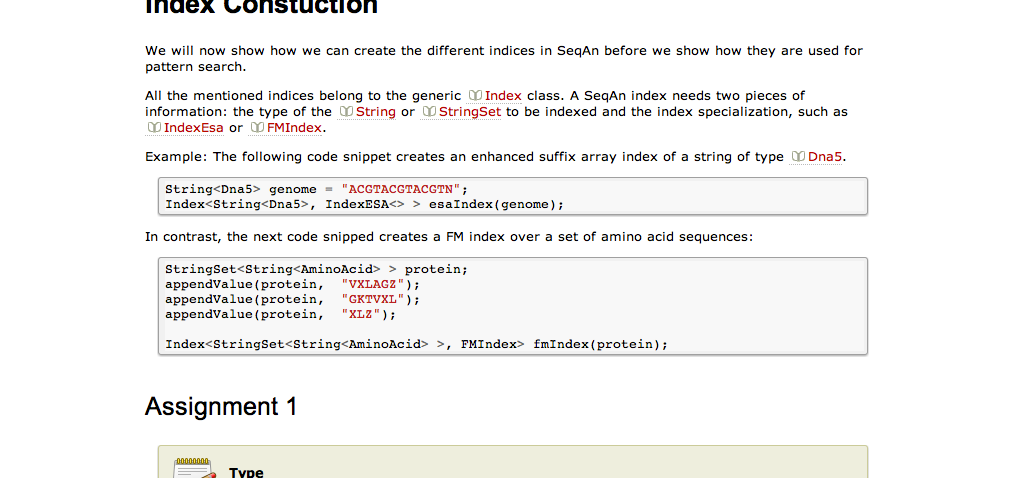 Index Constuction
We will now show how we can create the different indices in SeqAn before we show how they are used for
pattern search.
All the mentioned indices belong to the generic Index class. A SeqAn index needs two pieces of
information: the type of the String or StringSet to be indexed and the index specialization, such as
IndexEsa or FMIndex.
Example: The following code snippet creates an enhanced suffix array index of a string of type Dna5.
String<Dna5> genome = "ACGTACGTACGTN";
Index<String<Dna5>, IndexESA<> > esaIndex(genome);
In contrast, the next code snipped creates a FM index over a set of amino acid sequences:
StringSet<String<AminoAcid> > protein;
appendValue(protein,  "VXLAGZ");
appendValue(protein,  "GKTVXL");
appendValue(protein,  "XLZ");
Index<StringSet<String<AminoAcid> >, FMIndex> fmIndex(protein);
Assignment 1
Type